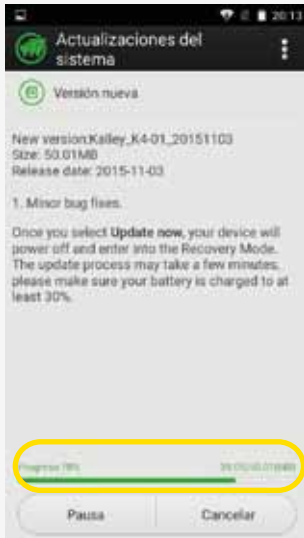 20:13
Actualizaciones del
sistema
Versión nueva
New version:Kalley_K4-01_20151103
Size: 50.01MB
Release date: 2015-11-03
1. Minor bug fixes.
Once you select Update now, your device will
power off and enter into the Recovery Mode.
The update process may take a few minutes,
please make sure your battery is charged to at
least 30%.
Progreso 78%
Pausa
Cancelar